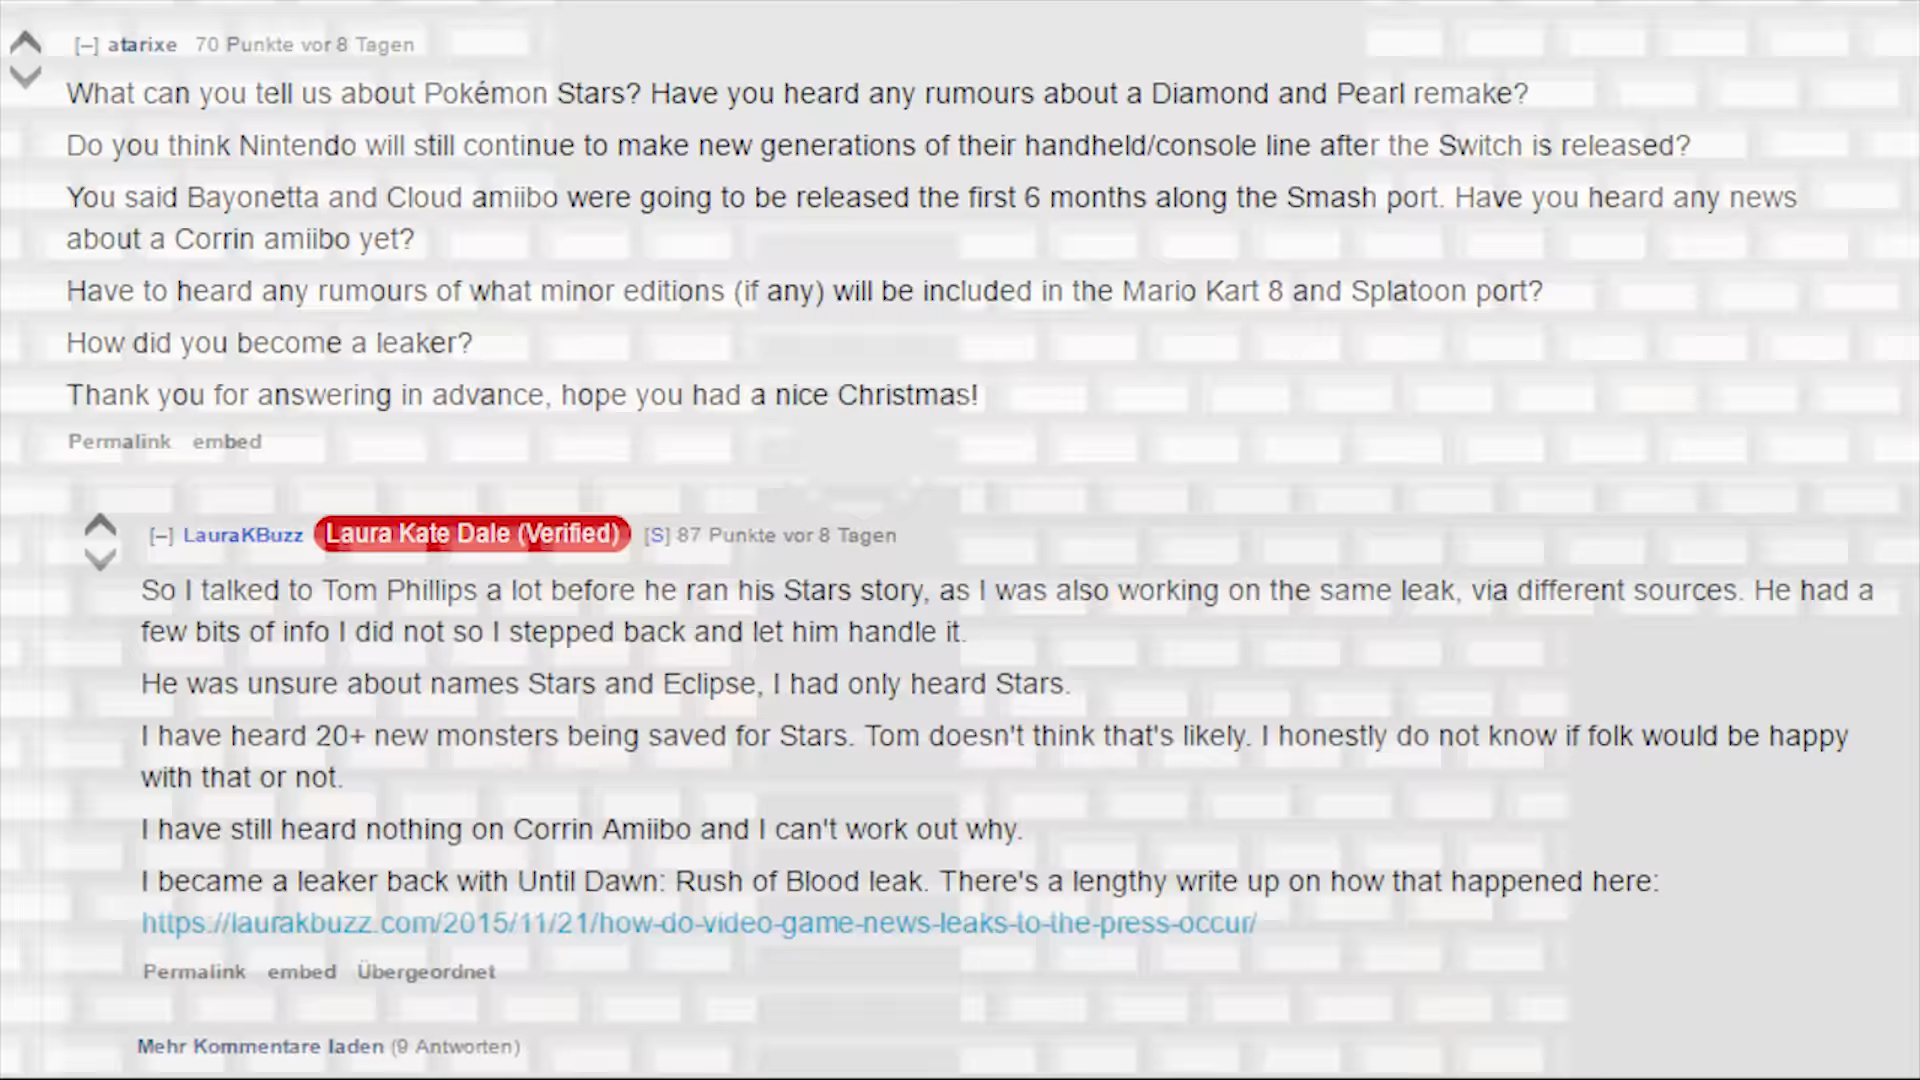 [–] atarixe 70 Punkte vor 8 Tagen
What can you tell us about Pokémon Stars? Have you heard any rumours about a Diamond and Pearl remake?
Do you think Nintendo will still continue to make new generations of their handheld/console line after the Switch is released?
You said Bayonetta and Cloud amiibo were going to be released the first 6 months along the Smash port. Have you heard any news
about a Corrin amiibo yet?
Have to heard any rumours of what minor editions (if any) will be included in the Mario Kart 8 and Splatoon port?
How did you become a leaker?
Thank you for answering in advance, hope you had a nice Christmas!
Permalink embed
[–] LauraKBuzz Laura Kate Dale (Verified) [S] 87 Punkte vor 8 Tagen
So I talked to Tom Phillips a lot before he ran his Stars story, as I was also working on the same leak, via different sources. He had a
few bits of info I did not so I stepped back and let him handle it.
He was unsure about names Stars and Eclipse, I had only heard Stars.
I have heard 20+ new monsters being saved for Stars. Tom doesn't think that's likely. I honestly do not know if folk would be happy
with that or not.
I have still heard nothing on Corrin Amiibo and I can't work out why.
I became a leaker back with Until Dawn: Rush of Blood leak. There's a lengthy write up on how that happened here:
https://laurakbuzz.com/2015/11/21/how-do-video-game-news-leaks-to-the-press-occur/
Permalink embed Übergeordnet
Mehr Kommentare laden (9 Antworten)